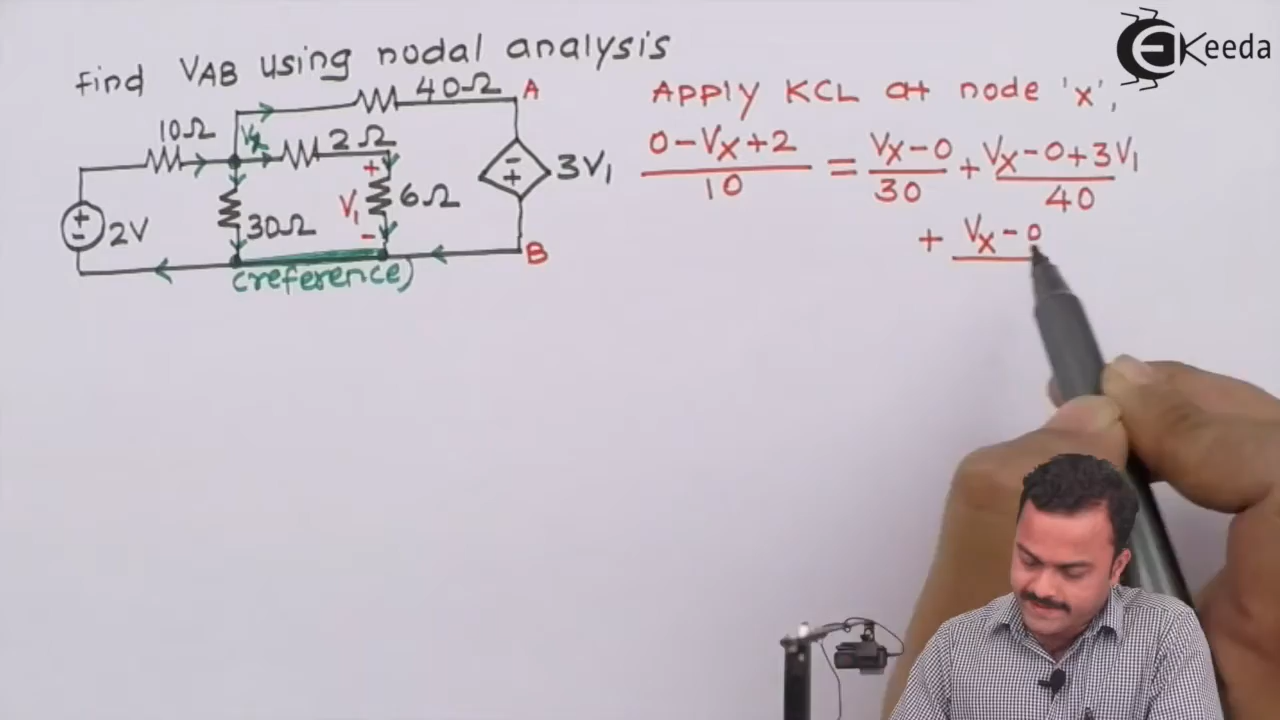 find VAB using nodal analysis
EKeeda
40Ω A
Apply KCL at node 'x',
10Ω Vx 2Ω
0-Vx+2 / 10 = Vx-0 / 30 + Vx-0+3V1 / 40
+ - 2V 30Ω V1 + - 6Ω - + 3V1
+ Vx-0
(reference) B